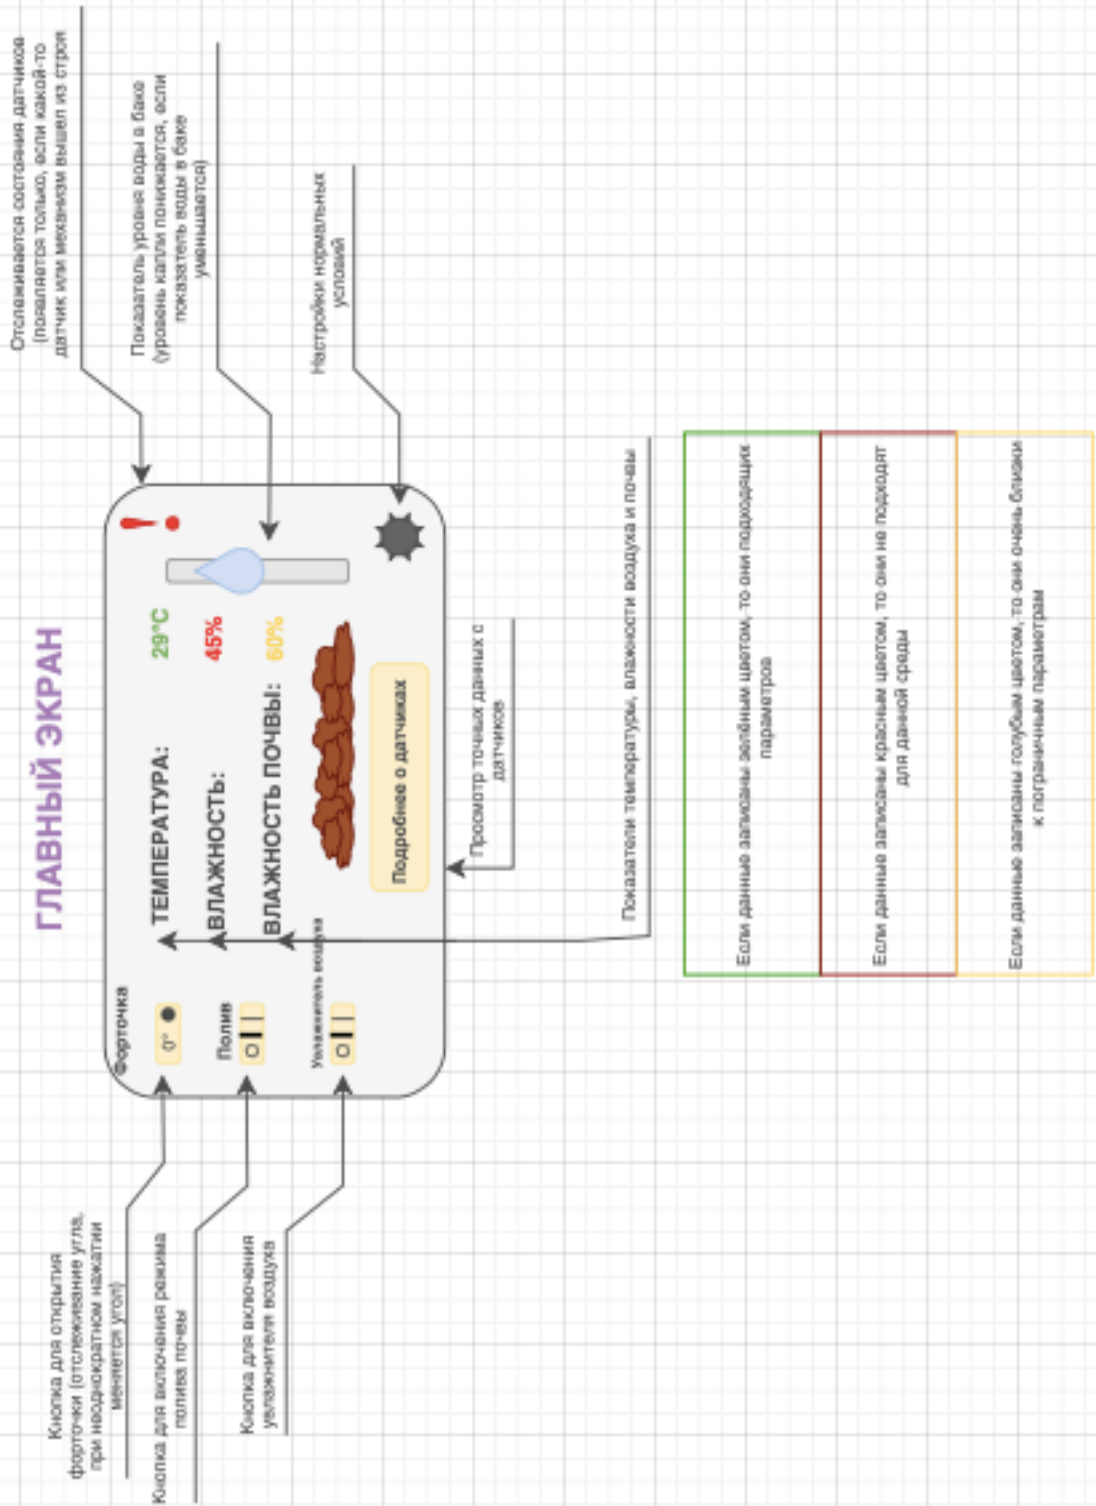 ГЛАВНЫЙ ЭКРАН
Кнопка для открытия
форточки (отслеживание угла,
при неоднократном нажатии
меняется угол)
Кнопка для включения режима
полива почвы
Кнопка для включения
увлажнителя воздуха
Форточка
0°
Полив
Увлажнитель воздуха
ТЕМПЕРАТУРА: 29°C
ВЛАЖНОСТЬ: 45%
ВЛАЖНОСТЬ ПОЧВЫ: 60%
Подробнее о датчиках
Отслеживается состояния датчиков
(появляется только, если какой-то
датчик или механизм вышел из строя
Показатель уровня воды в баке
(уровень капли понижается, если
показатель воды в баке
уменьшается)
Настройки нормальных
условий
Просмотр точных данных с
датчиков
Показатели температуры, влажности воздуха и почвы
Если данные записаны зелёным цветом, то они подходящих
параметров
Если данные записаны красным цветом, то они не подходят
для данной среды
Если данные записаны голубым цветом, то они очень близки
к пограничным параметрам